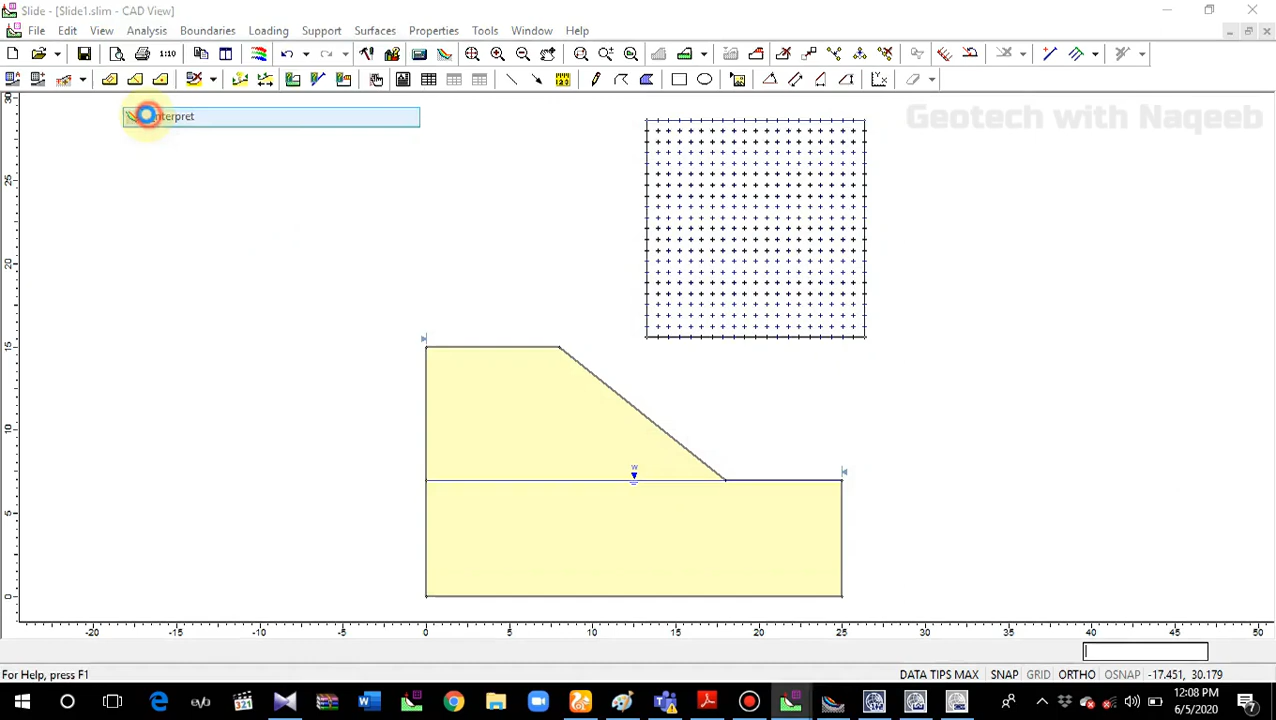 Slide - [Slide1.slim - CAD View]
File Edit View Analysis Boundaries Loading Support Surfaces Properties Tools Window Help
1:10
Interpret
Geotech with Naqeeb
30
25
20
15
10
5
0
w
-20 -15 -10 -5 0 5 10 15 20 25 30 35 40 45 50
For Help, press F1
DATA TIPS MAX SNAP GRID ORTHO OSNAP -17.451, 30.179
12:08 PM
6/5/2020